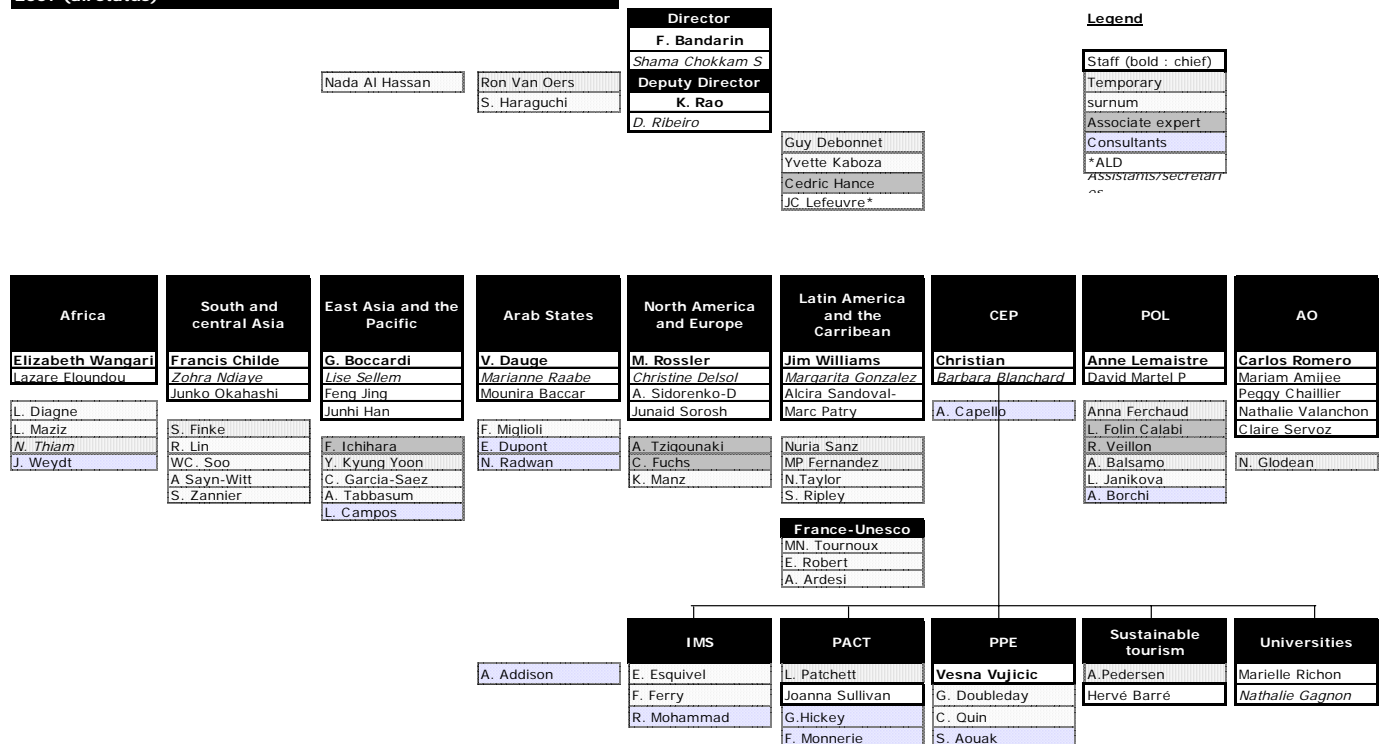 Director
F. Bandarin
Shama Chokkam S
Deputy Director
K. Rao
D. Ribeiro
Nada Al Hassan
Ron Van Oers
S. Haraguchi
Guy Debonnet
Yvette Kaboza
Cedric Hance
JC Lefeuvre*
Legend
Staff (bold : chief)
Temporary
surnum
Associate expert
Consultants
*ALD
Assistants/secretari
es
Africa
Elizabeth Wangari
Lazare Eloundou
L. Diagne
L. Maziz
N. Thiam
J. Weydt
South and
central Asia
Francis Childe
Zohra Ndiaye
Junko Okahashi
S. Finke
R. Lin
WC. Soo
A Sayn-Witt
S. Zannier
East Asia and the
Pacific
G. Boccardi
Lise Sellem
Feng Jing
Junhi Han
F. Ichihara
Y. Kyung Yoon
C. Garcia-Saez
A. Tabbasum
L. Campos
Arab States
V. Dauge
Marianne Raabe
Mounira Baccar
F. Miglioli
E. Dupont
N. Radwan
North America
and Europe
M. Rossler
Christine Delsol
A. Sidorenko-D
Junaid Sorosh
A. Tzigounaki
C. Fuchs
K. Manz
Latin America
and the
Carribean
Jim Williams
Margarita Gonzalez
Alcira Sandoval-
Marc Patry
Nuria Sanz
MP Fernandez
N.Taylor
S. Ripley
France-Unesco
MN. Tournoux
E. Robert
A. Ardesi
CEP
Christian
Barbara Blanchard
A. Capello
POL
Anne Lemaistre
David Martel P
Anna Ferchaud
L. Folin Calabi
R. Veillon
A. Balsamo
L. Janikova
A. Borchi
AO
Carlos Romero
Mariam Amijee
Peggy Chaillier
Nathalie Valanchon
Claire Servoz
N. Glodean
A. Addison
IMS
E. Esquivel
F. Ferry
R. Mohammad
PACT
L. Patchett
Joanna Sullivan
G.Hickey
F. Monnerie
PPE
Vesna Vujicic
G. Doubleday
C. Quin
S. Aouak
Sustainable
tourism
A.Pedersen
Hervé Barré
Universities
Marielle Richon
Nathalie Gagnon